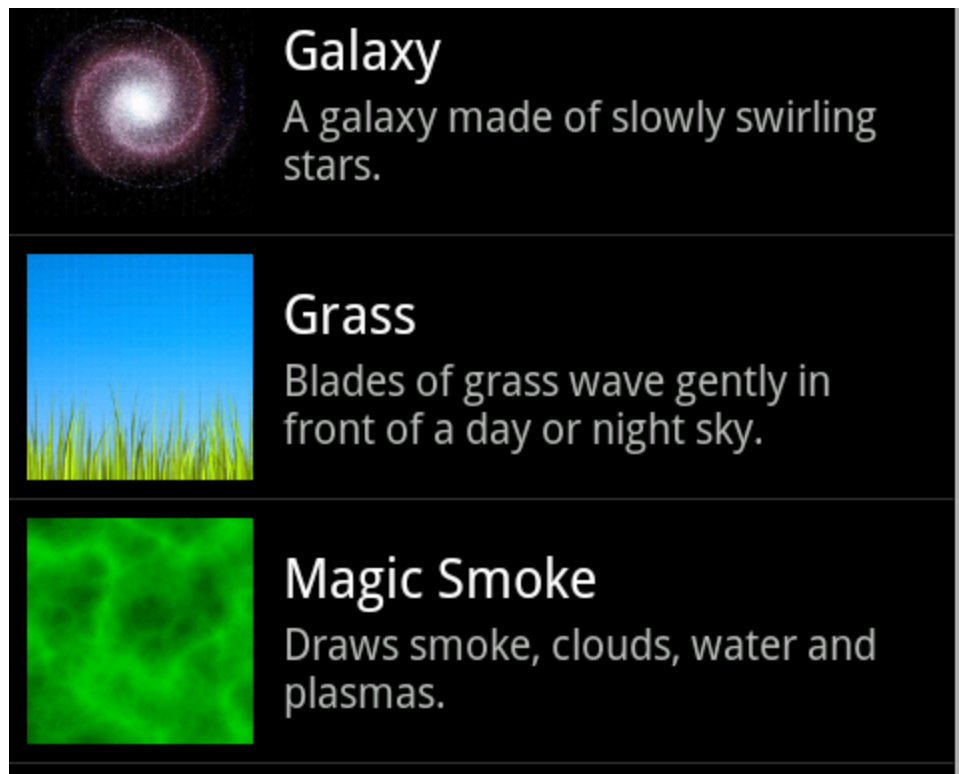 Galaxy
A galaxy made of slowly swirling
stars.
Grass
Blades of grass wave gently in
front of a day or night sky.
Magic Smoke
Draws smoke, clouds, water and
plasmas.